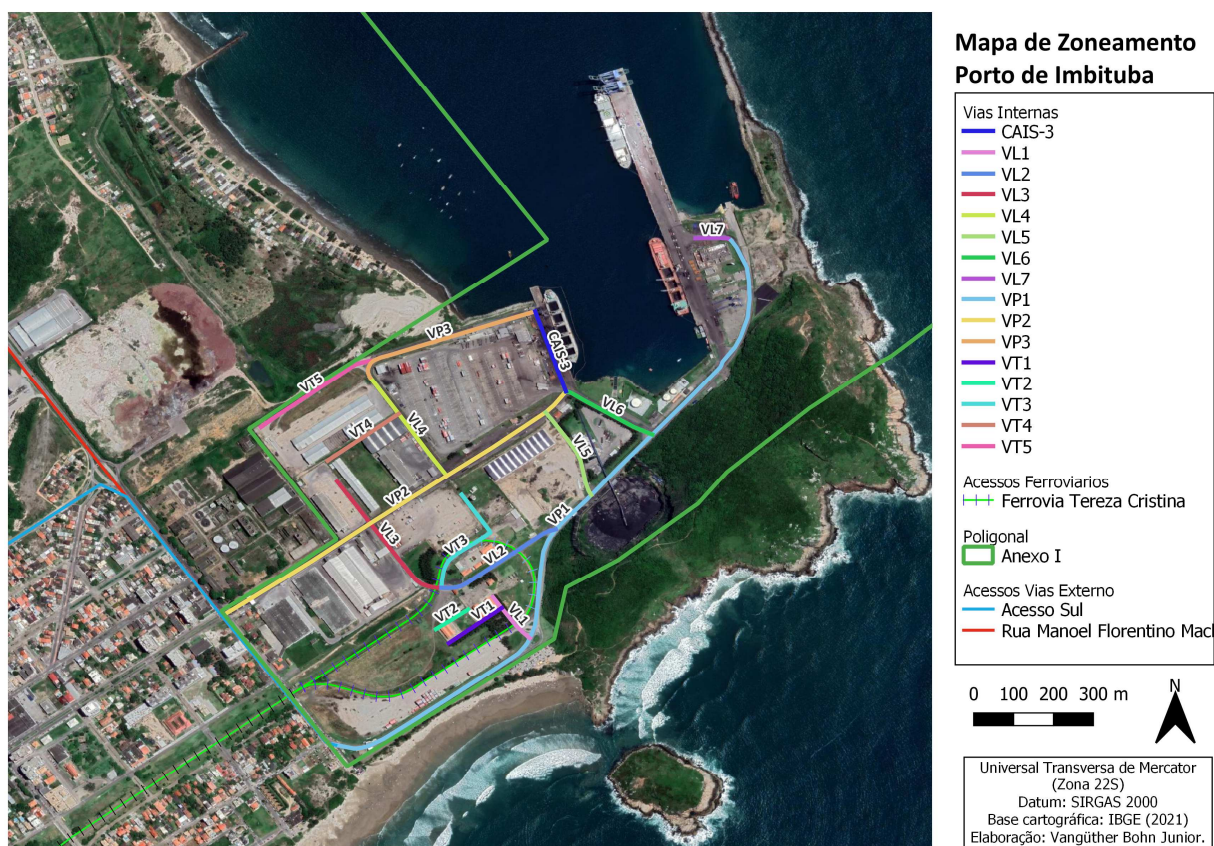 Mapa de Zoneamento
Porto de Imbituba
Vias Internas
CAIS-3
VL1
VL2
VL3
VL4
VL5
VL6
VL7
VP1
VP2
VP3
VT1
VT2
VT3
VT4
VT5
Acessos Ferroviarios
Ferrovia Tereza Cristina
Poligonal
Anexo I
Acessos Vias Externo
Acesso Sul
Rua Manoel Florentino Macl
0 100 200 300 m
N
Universal Transversa de Mercator
(Zona 22S)
Datum: SIRGAS 2000
Base cartográfica: IBGE (2021)
Elaboração: Vangüther Bohn Junior.
VL7
VP3
CAIS-3
VT5
VL6
VL4
VT4
VL5
VP2
VP1
VL3
VT3
VL2
VT2
VT1
VL1